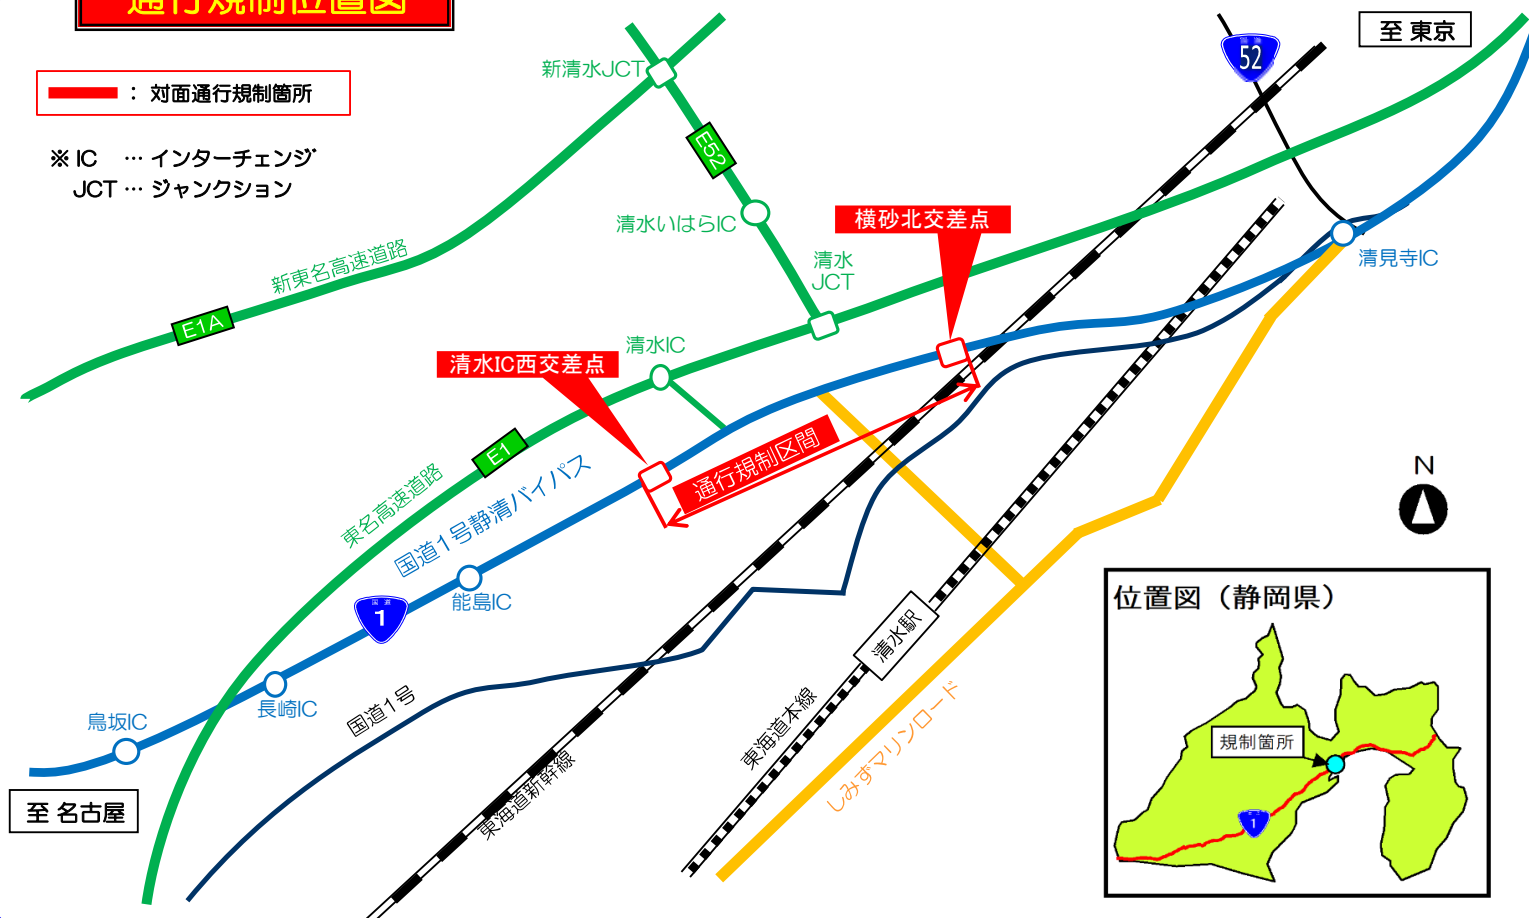 通行規制位置図
至 東京
国道
52
新清水JCT
： 対面通行規制箇所
E52
※ IC … インターチェンジ
JCT … ジャンクション
横砂北交差点
清水いはらIC
清水
JCT
清見寺IC
新東名高速道路
E1A
清水IC
清水IC西交差点
通行規制区間
E1
東名高速道路
国道1号静清バイパス
N
能島IC
国道
1
清水駅
位置図（静岡県）
長崎IC
鳥坂IC
国道1号
東海道本線
しみずマリンロード
規制箇所
東海道新幹線
至 名古屋
1